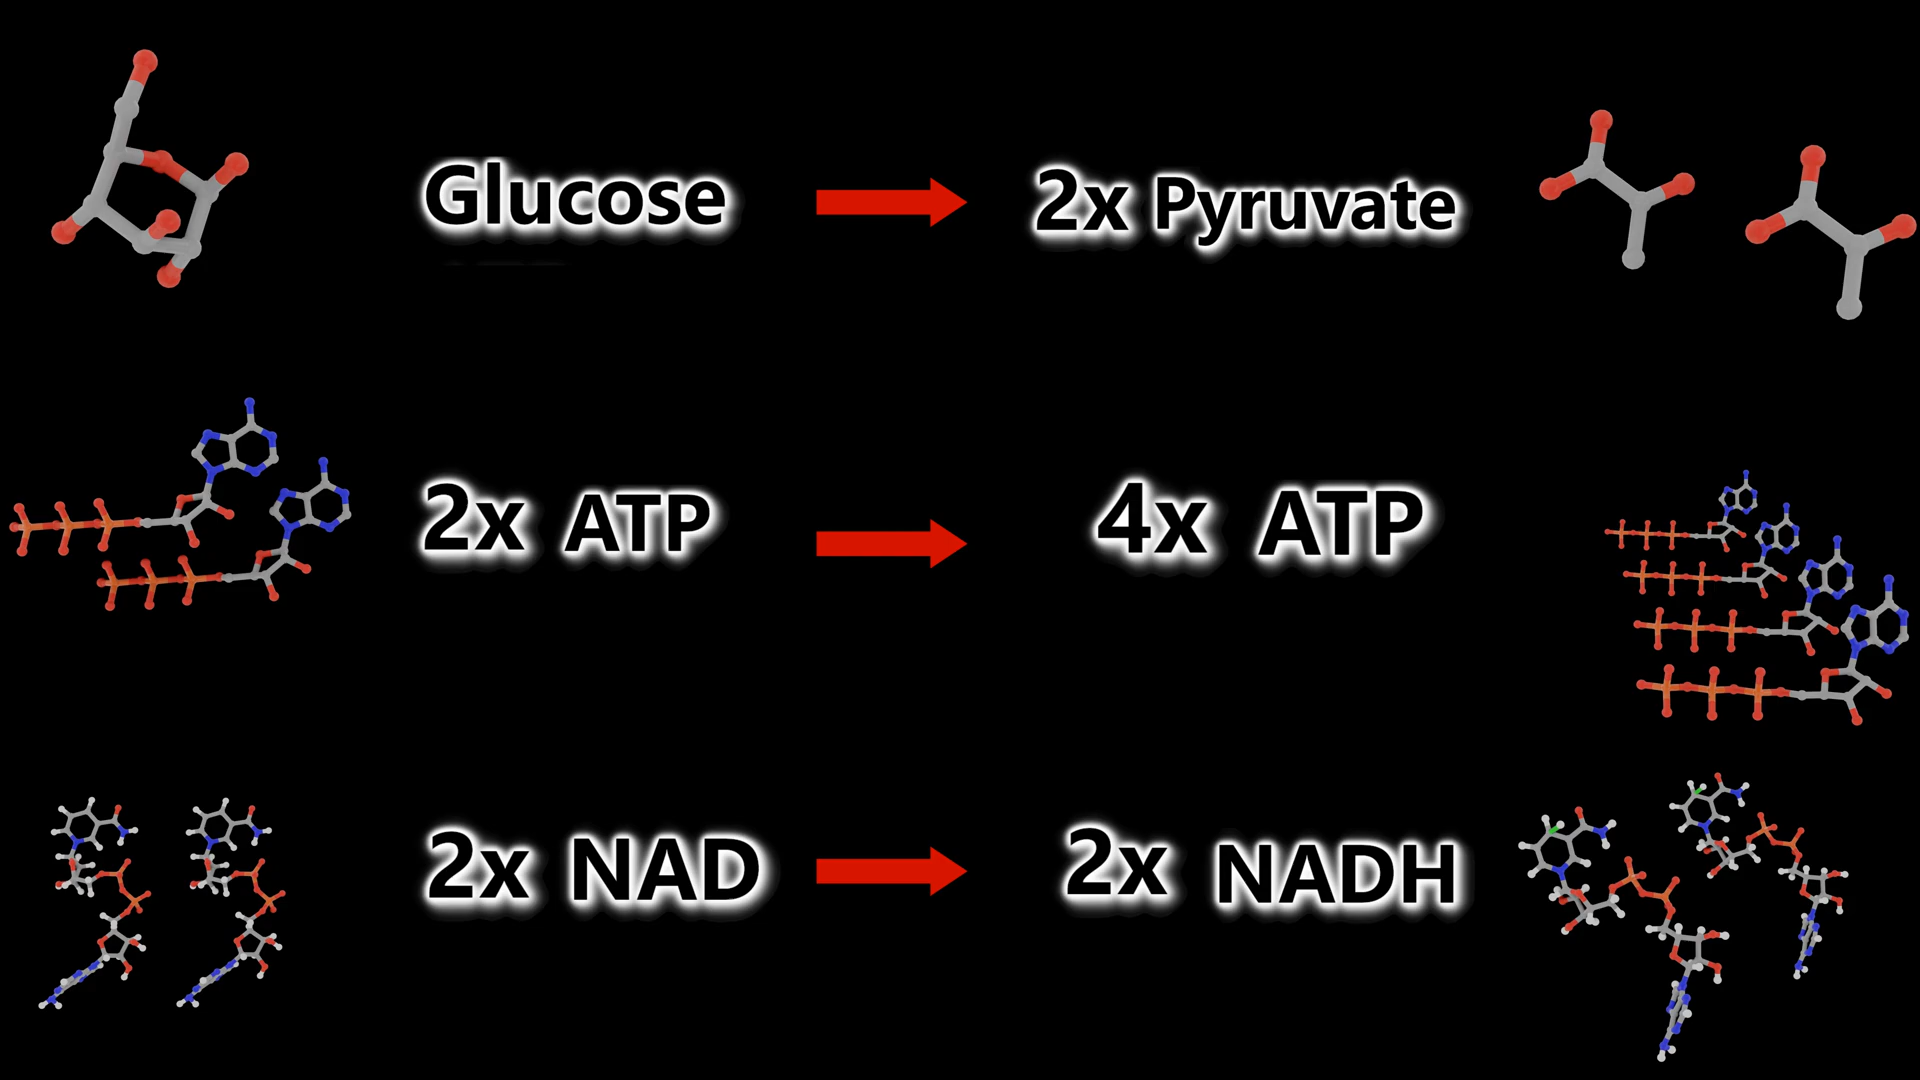 Glucose 2x Pyruvate
2x ATP 4x ATP
2x NAD 2x NADH